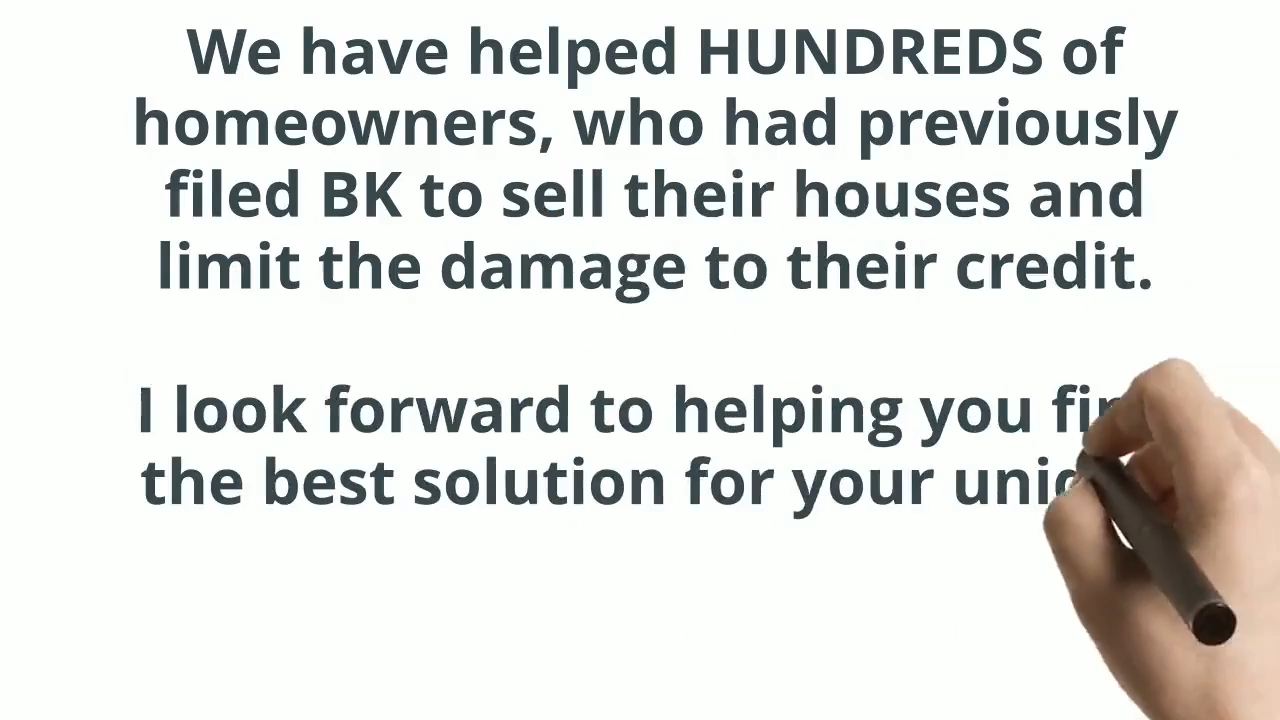 We have helped HUNDREDS of
homeowners, who had previously
filed BK to sell their houses and
limit the damage to their credit.
I look forward to helping you
the best solution for your